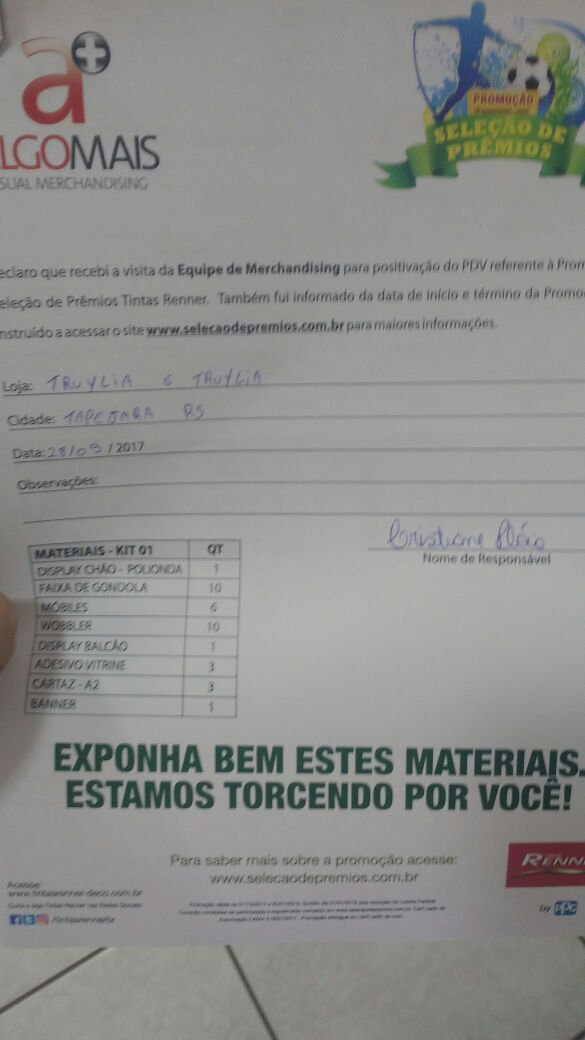 a+
LGOMAIS
SUAL MERCHANDISING
PROMOÇÃO
SELEÇÃO DE
PRÊMIOS
eclaro que recebi a visita da Equipe de Merchandising para positivação do PDV referente à Prom
eleção de Prêmios Tintas Renner. Também fui informado da data de início e término da Promo
nstruído a acessar o site www.selecaodepremios.com.br para maiores informações.
Loja: TRUYLIA E TRUYLIA
Cidade: TAPEJARA RS
Data: 28/09/2017
Observações:
Cristiane
Nome de Responsável
MATERIAIS - KIT 01 QT
DISPLAY CHÃO - POLIONDA 1
FAIXA DE GONDOLA 10
MÓBILES 6
WOBBLER 10
DISPLAY BALCÃO 1
ADESIVO VITRINE 3
CARTAZ - A2 3
BANNER 1
EXPONHA BEM ESTES MATERIAIS.
ESTAMOS TORCENDO POR VOCÊ!
Para saber mais sobre a promoção acesse:
www.selecaodepremios.com.br
RENN
by PPG
Acesse:
www.tintasrenner-deco.com.br
Curta e siga Tintas Renner nas Redes Sociais
/tintasrennerbr